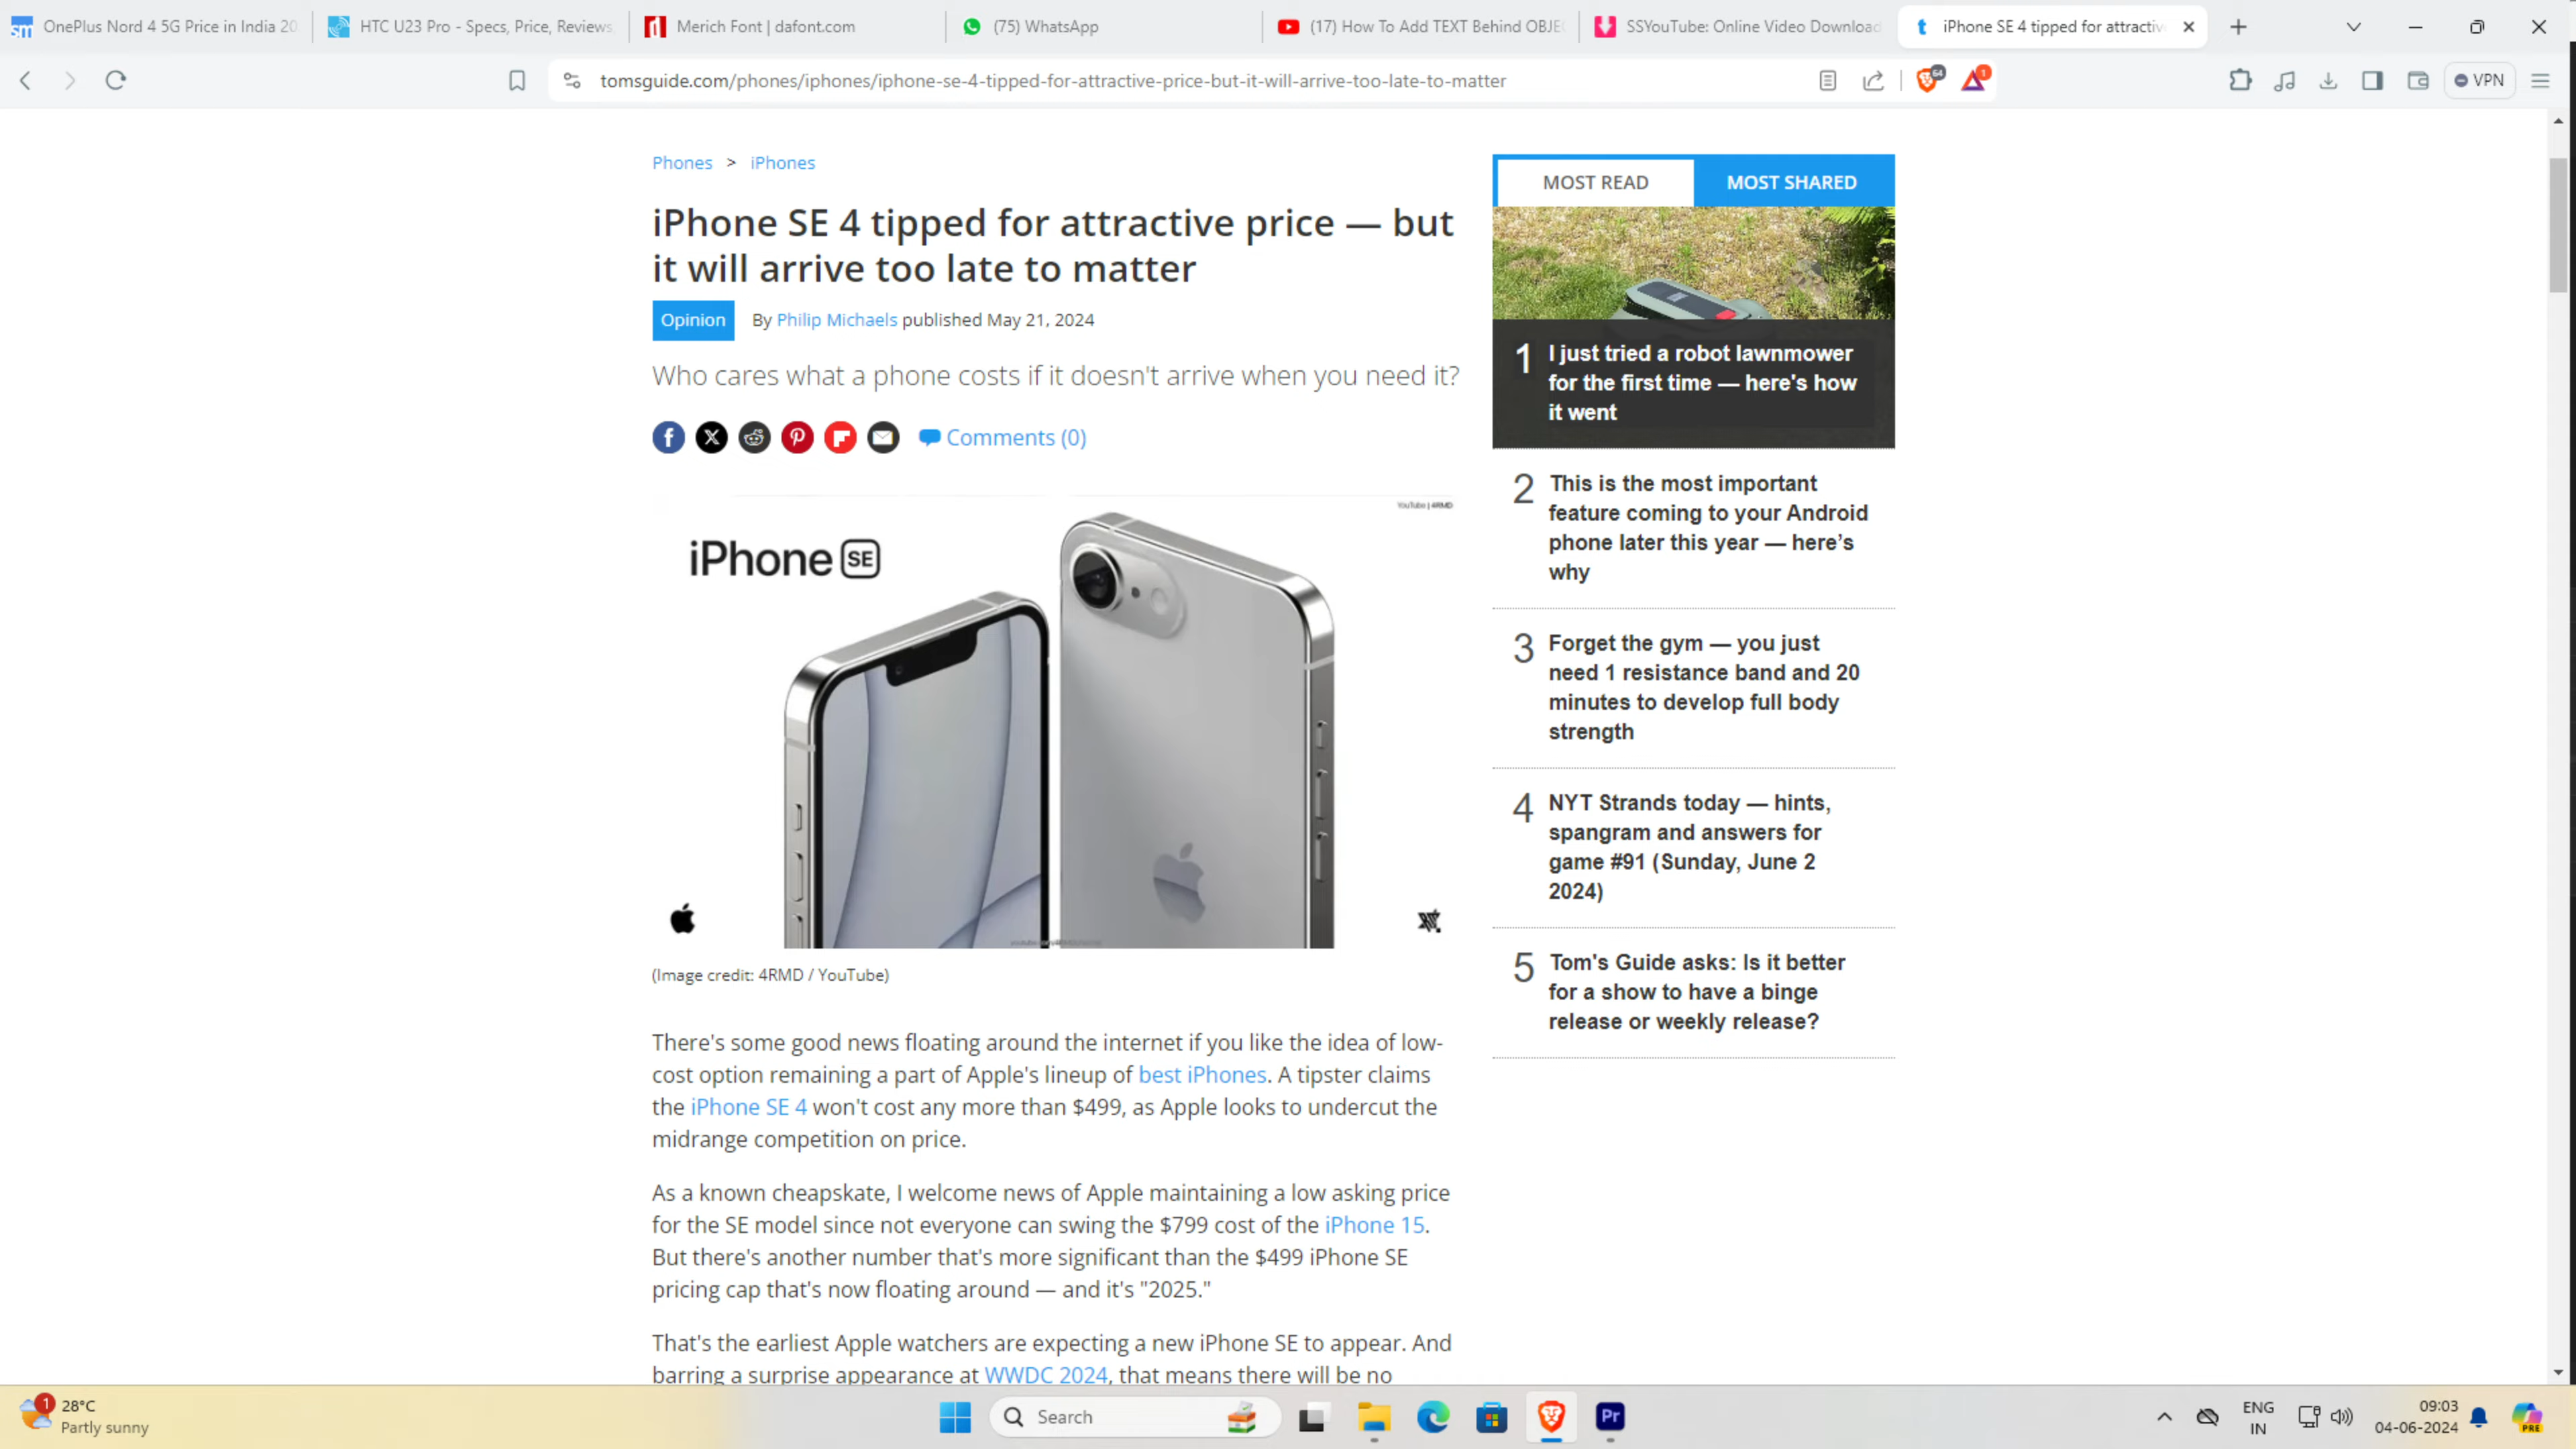 OnePlus Nord 4 5G Price in India 20
HTC U23 Pro - Specs, Price, Reviews
Merich Font | dafont.com
(75) WhatsApp
(17) How To Add TEXT Behind OBJE
SSYouTube: Online Video Download
iPhone SE 4 tipped for attractiv
tomsguide.com/phones/iphones/iphone-se-4-tipped-for-attractive-price-but-it-will-arrive-too-late-to-matter
64
1
VPN
Phones > iPhones
iPhone SE 4 tipped for attractive price — but
it will arrive too late to matter
Opinion By Philip Michaels published May 21, 2024
Who cares what a phone costs if it doesn't arrive when you need it?
Comments (0)
YouTube | 4RMD
iPhone SE
(Image credit: 4RMD / YouTube)
There's some good news floating around the internet if you like the idea of low-
cost option remaining a part of Apple's lineup of best iPhones. A tipster claims
the iPhone SE 4 won't cost any more than $499, as Apple looks to undercut the
midrange competition on price.
As a known cheapskate, I welcome news of Apple maintaining a low asking price
for the SE model since not everyone can swing the $799 cost of the iPhone 15.
But there's another number that's more significant than the $499 iPhone SE
pricing cap that's now floating around — and it's "2025."
That's the earliest Apple watchers are expecting a new iPhone SE to appear. And
barring a surprise appearance at WWDC 2024, that means there will be no
MOST READ
MOST SHARED
1 I just tried a robot lawnmower
for the first time — here's how
it went
2 This is the most important
feature coming to your Android
phone later this year — here’s
why
3 Forget the gym — you just
need 1 resistance band and 20
minutes to develop full body
strength
4 NYT Strands today — hints,
spangram and answers for
game #91 (Sunday, June 2
2024)
5 Tom's Guide asks: Is it better
for a show to have a binge
release or weekly release?
1
28°C
Partly sunny
Search
Pr
ENG
IN
09:03
04-06-2024
PRE